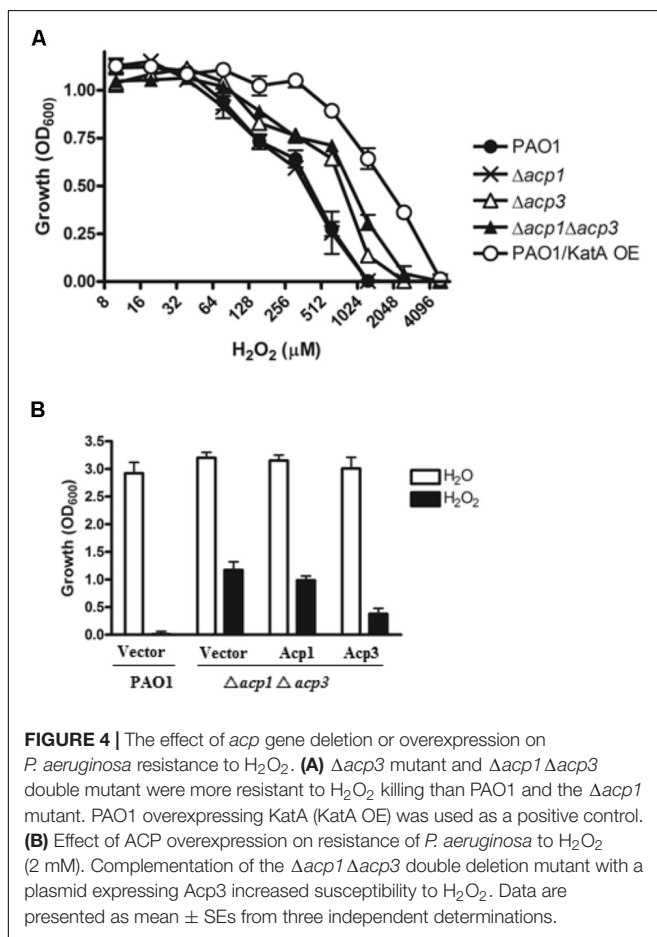 A
Growth (OD600)
1.00
0.75
0.50
0.25
0.00
8 16 32 64 128 256 512 1024 2048 4096
H2O2 (μM)
PAO1
Δacp1
Δacp3
Δacp1Δacp3
PAO1/KatA OE
B
Growth (OD600)
3.5
3.0
2.5
2.0
1.5
1.0
0.5
0.0
H2O
H2O2
Vector Vector Acp1 Acp3
PAO1 △acp1 △ acp3
FIGURE 4 | The effect of acp gene deletion or overexpression on
P. aeruginosa resistance to H2O2. (A) Δacp3 mutant and Δacp1Δacp3
double mutant were more resistant to H2O2 killing than PAO1 and the Δacp1
mutant. PAO1 overexpressing KatA (KatA OE) was used as a positive control.
(B) Effect of ACP overexpression on resistance of P. aeruginosa to H2O2
(2 mM). Complementation of the Δacp1Δacp3 double deletion mutant with a
plasmid expressing Acp3 increased susceptibility to H2O2. Data are
presented as mean ± SEs from three independent determinations.